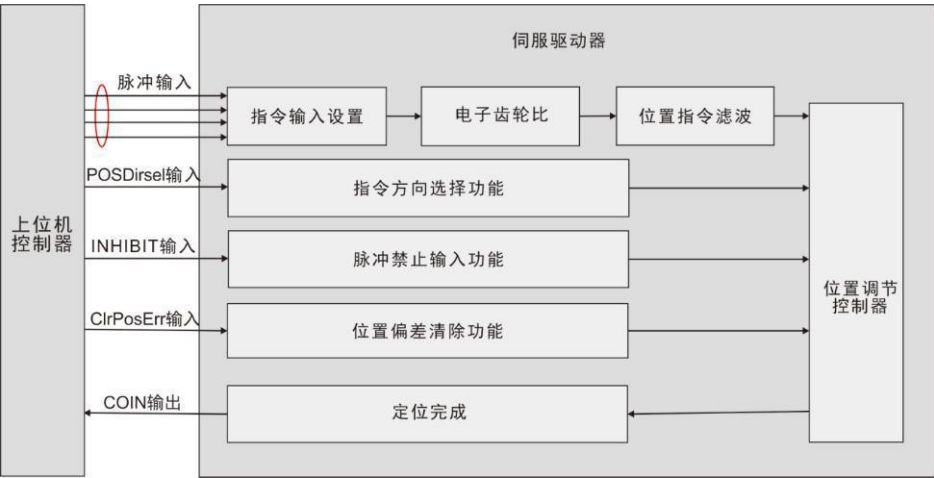 伺服驱动器
脉冲输入
指令输入设置
电子齿轮比
位置指令滤波
POSDirsel输入
指令方向选择功能
上位机
控制器
INHIBIT输入
脉冲禁止输入功能
位置调节
控制器
ClrPosErr输入
位置偏差清除功能
COIN输出
定位完成